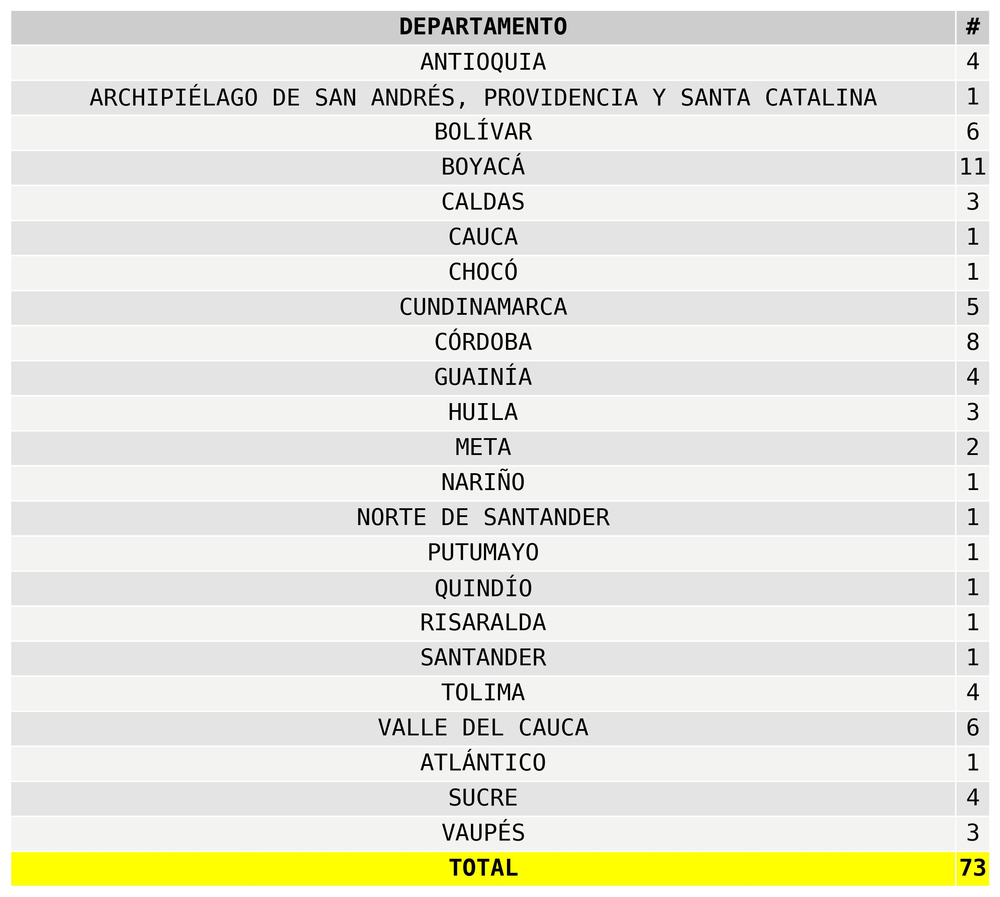 DEPARTAMENTO #
ANTIOQUIA 4
ARCHIPIÉLAGO DE SAN ANDRÉS, PROVIDENCIA Y SANTA CATALINA 1
BOLÍVAR 6
BOYACÁ 11
CALDAS 3
CAUCA 1
CHOCÓ 1
CUNDINAMARCA 5
CÓRDOBA 8
GUAINÍA 4
HUILA 3
META 2
NARIÑO 1
NORTE DE SANTANDER 1
PUTUMAYO 1
QUINDÍO 1
RISARALDA 1
SANTANDER 1
TOLIMA 4
VALLE DEL CAUCA 6
ATLÁNTICO 1
SUCRE 4
VAUPÉS 3
TOTAL 73